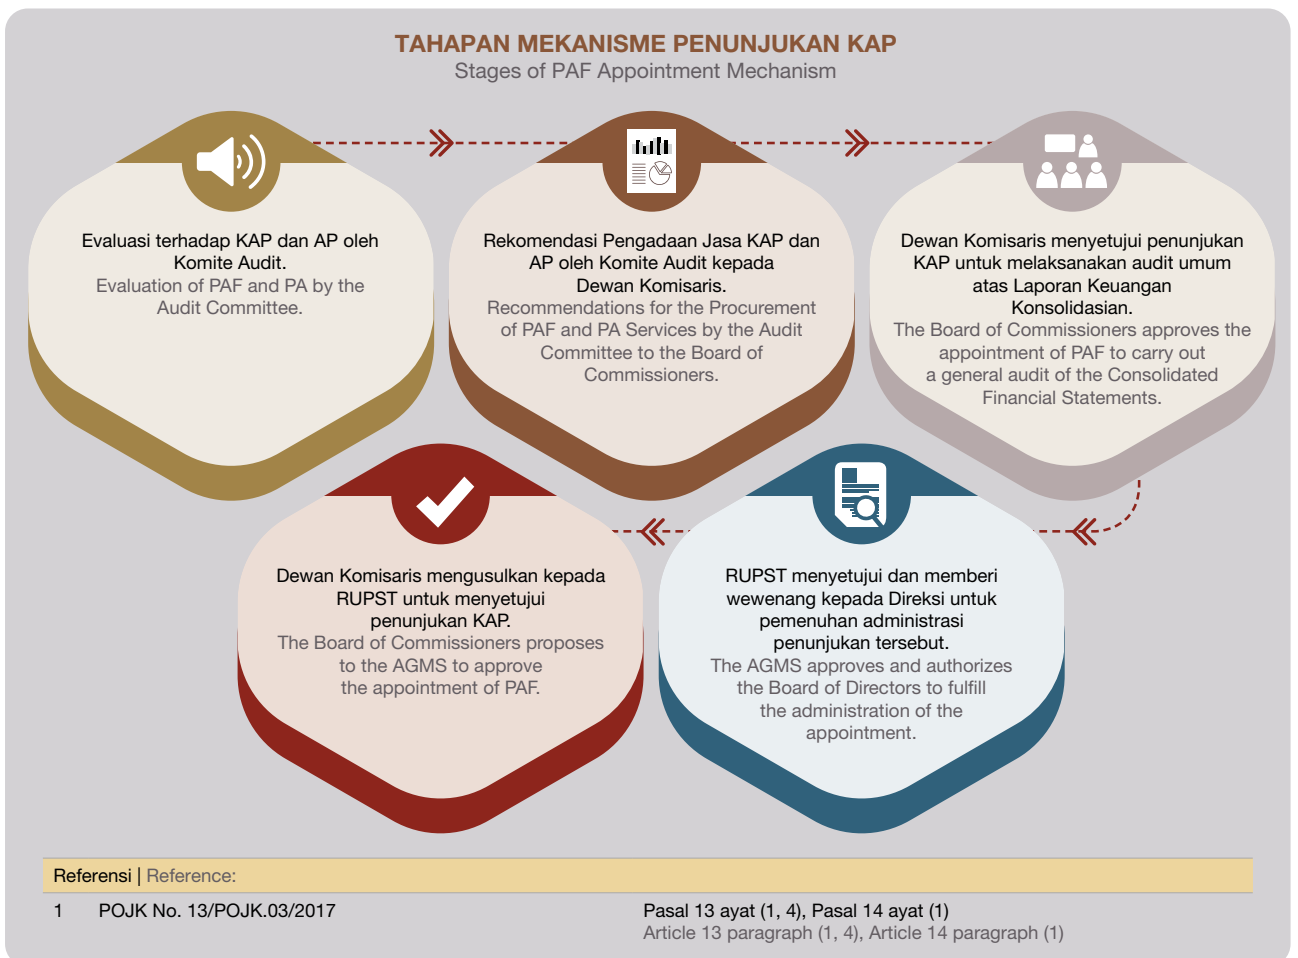 TAHAPAN MEKANISME PENUNJUKAN KAP
Stages of PAF Appointment Mechanism
Evaluasi terhadap KAP dan AP oleh
Komite Audit.
Evaluation of PAF and PA by the
Audit Committee.
Rekomendasi Pengadaan Jasa KAP dan
AP oleh Komite Audit kepada
Dewan Komisaris.
Recommendations for the Procurement
of PAF and PA Services by the Audit
Committee to the Board of
Commissioners.
Dewan Komisaris menyetujui penunjukan
KAP untuk melaksanakan audit umum
atas Laporan Keuangan
Konsolidasian.
The Board of Commissioners approves the
appointment of PAF to carry out
a general audit of the Consolidated
Financial Statements.
RUPST menyetujui dan memberi
wewenang kepada Direksi untuk
pemenuhan administrasi
penunjukan tersebut.
The AGMS approves and authorizes
the Board of Directors to fulfill
the administration of the
appointment.
Dewan Komisaris mengusulkan kepada
RUPST untuk menyetujui
penunjukan KAP.
The Board of Commissioners proposes
to the AGMS to approve
the appointment of PAF.
Referensi | Reference:
1 POJK No. 13/POJK.03/2017 Pasal 13 ayat (1, 4), Pasal 14 ayat (1)
Article 13 paragraph (1, 4), Article 14 paragraph (1)